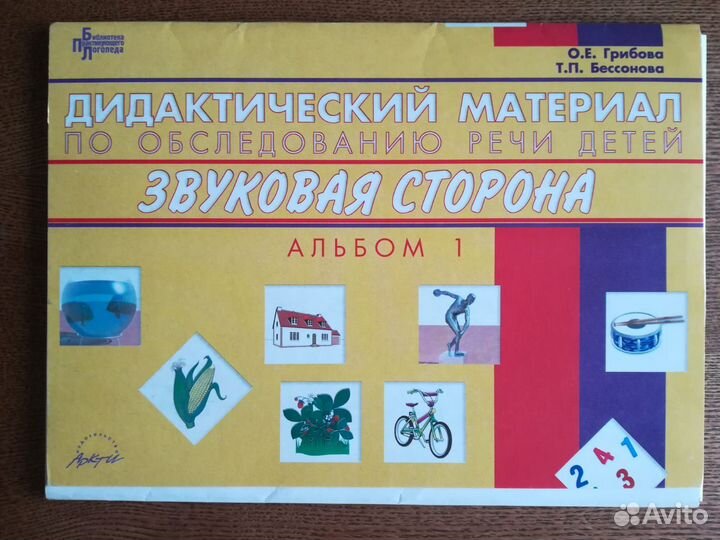 Библиотека
Практикующего
Логопеда
О.Е. Грибова
Т.П. Бессонова
ДИДАКТИЧЕСКИЙ МАТЕРИАЛ
ПО ОБСЛЕДОВАНИЮ РЕЧИ ДЕТЕЙ
ЗВУКОВАЯ СТОРОНА
АЛЬБОМ 1
ИЗДАТЕЛЬСТВО
АРКТИ
2 4 1
3
Avito